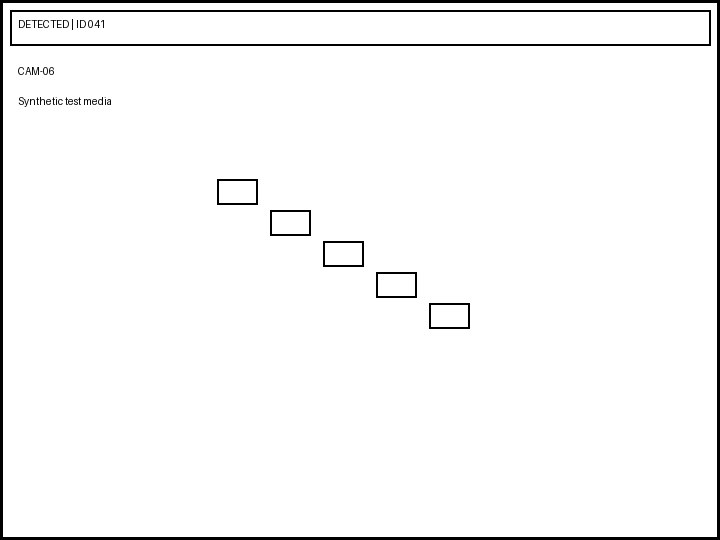 DETECTED | ID 041
CAM-06
Synthetic test media